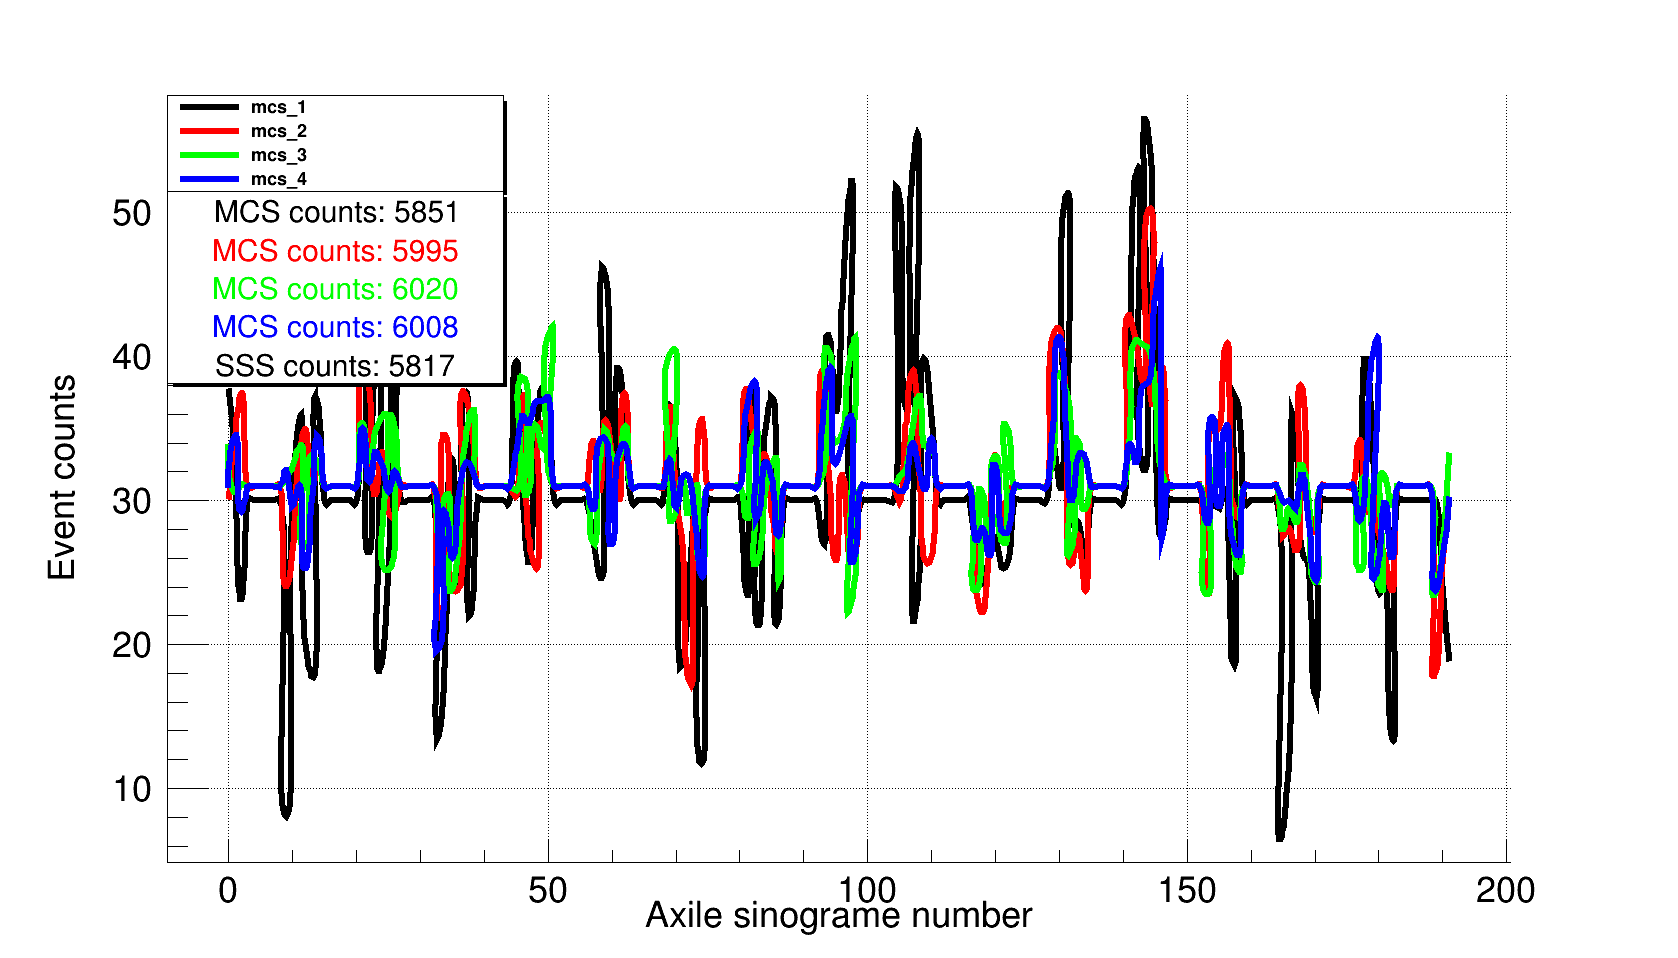 mcs_1
mcs_2
mcs_3
mcs_4
MCS counts: 5851
MCS counts: 5995
MCS counts: 6020
MCS counts: 6008
SSS counts: 5817
Event counts
50
40
30
20
10
0 50 100 150 200
Axile sinograme number